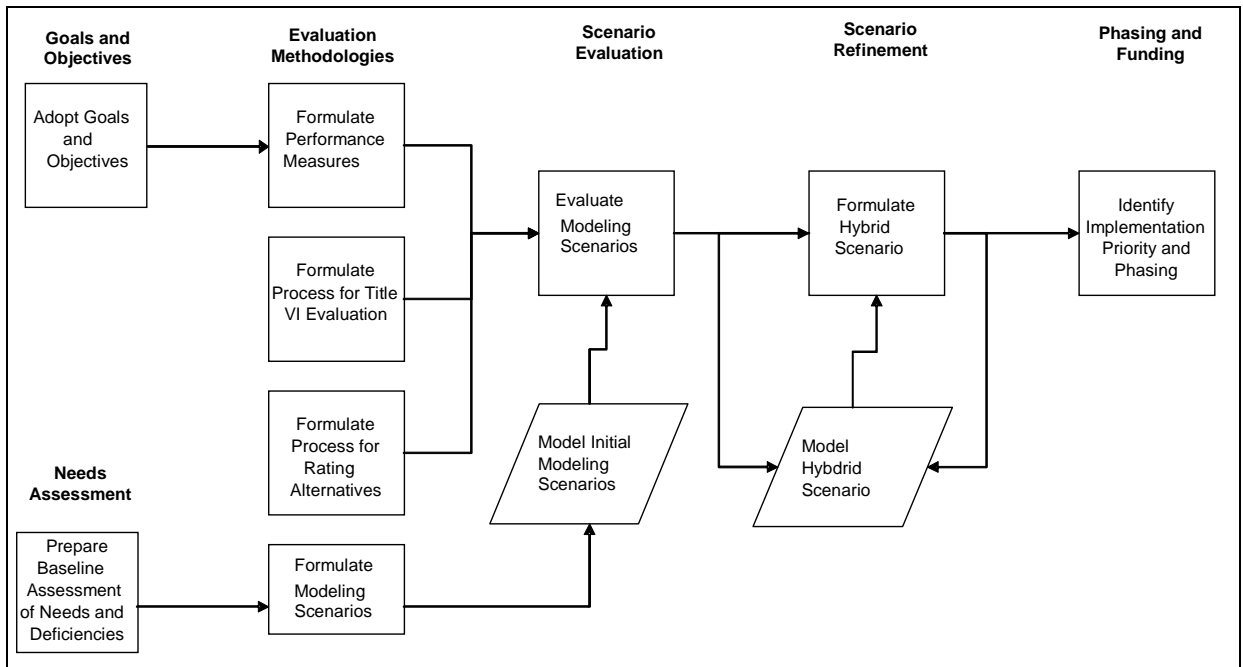 Goals and
Objectives
Adopt Goals
and
Objectives
Needs
Assessment
Prepare
Baseline
Assessment
of Needs and
Deficiencies
Evaluation
Methodologies
Formulate
Performance
Measures
Formulate
Process for Title
VI Evaluation
Formulate
Process for
Rating
Alternatives
Formulate
Modeling
Scenarios
Scenario
Evaluation
Evaluate
Modeling
Scenarios
Model Initial
Modeling
Scenarios
Scenario
Refinement
Formulate
Hybrid
Scenario
Model
Hybdrid
Scenario
Phasing and
Funding
Identify
Implementation
Priority and
Phasing